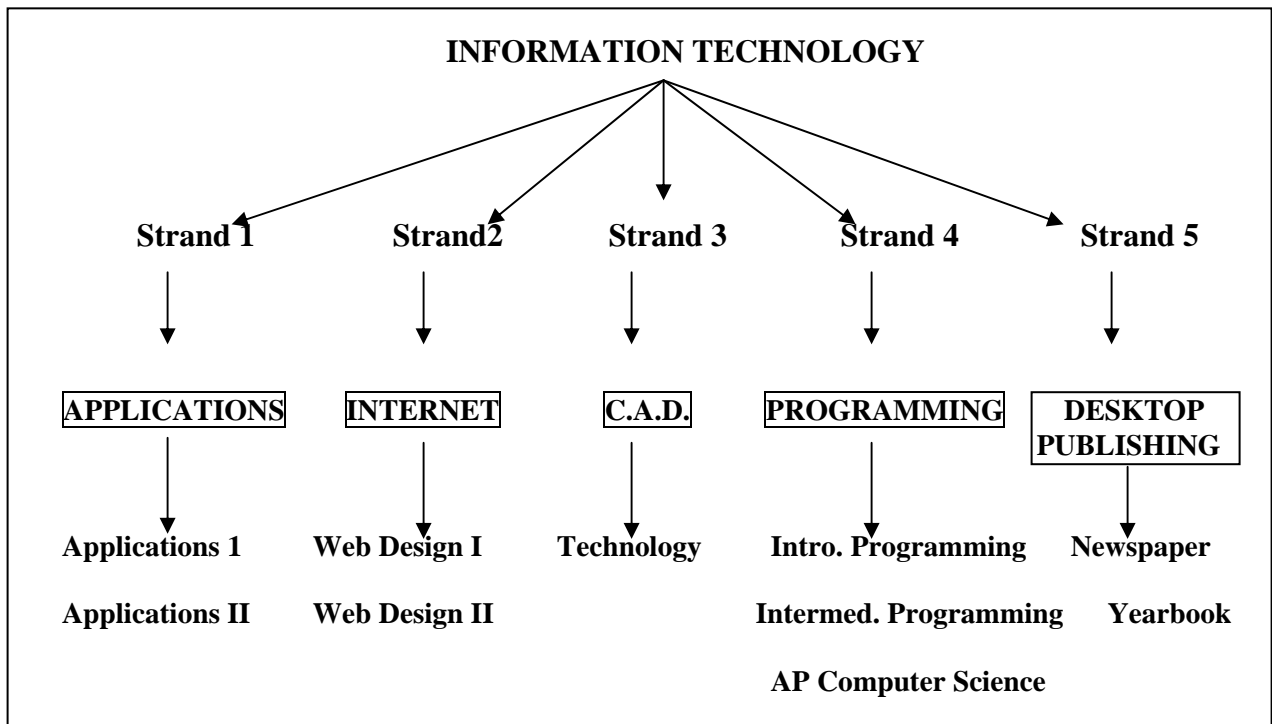 INFORMATION TECHNOLOGY
Strand 1
Strand2
Strand 3
Strand 4
Strand 5
APPLICATIONS
INTERNET
C.A.D.
PROGRAMMING
DESKTOP
PUBLISHING
Applications 1
Web Design I
Technology
Intro. Programming
Newspaper
Applications II
Web Design II
Intermed. Programming
Yearbook
AP Computer Science